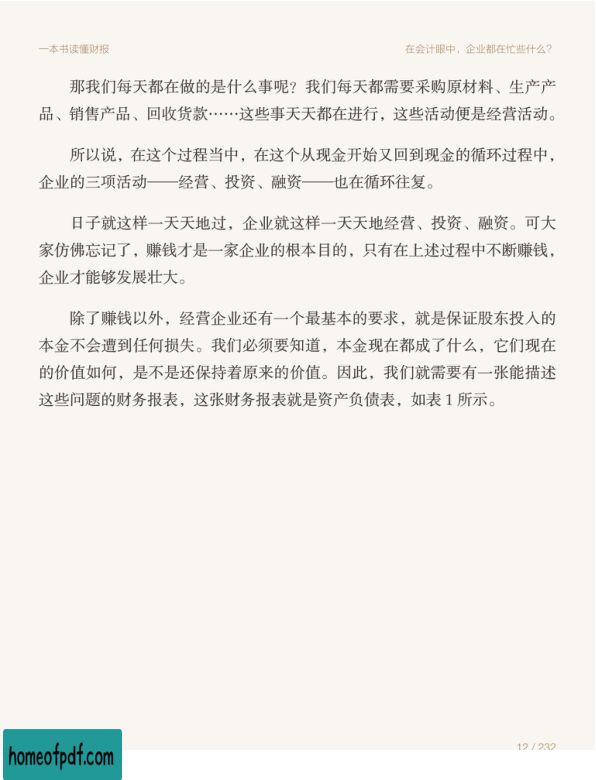 一本书读懂财报
在会计眼中，企业都在忙些什么？
那我们每天都在做的是什么事呢？我们每天都需要采购原材料、生产产
品、销售产品、回收货款……这些事天天都在进行，这些活动便是经营活动。
所以说，在这个过程当中，在这个从现金开始又回到现金的循环过程中，
企业的三项活动——经营、投资、融资——也在循环往复。
日子就这样一天天地过，企业就这样一天天地经营、投资、融资。可大
家仿佛忘记了，赚钱才是一家企业的根本目的，只有在上述过程中不断赚钱，
企业才能够发展壮大。
除了赚钱以外，经营企业还有一个最基本的要求，就是保证股东投入的
本金不会遭到任何损失。我们必须要知道，本金现在都成了什么，它们现在
的价值如何，是不是还保持着原来的价值。因此，我们就需要有一张能描述
这些问题的财务报表，这张财务报表就是资产负债表，如表 1 所示。
12 / 232
homeofpdf.com